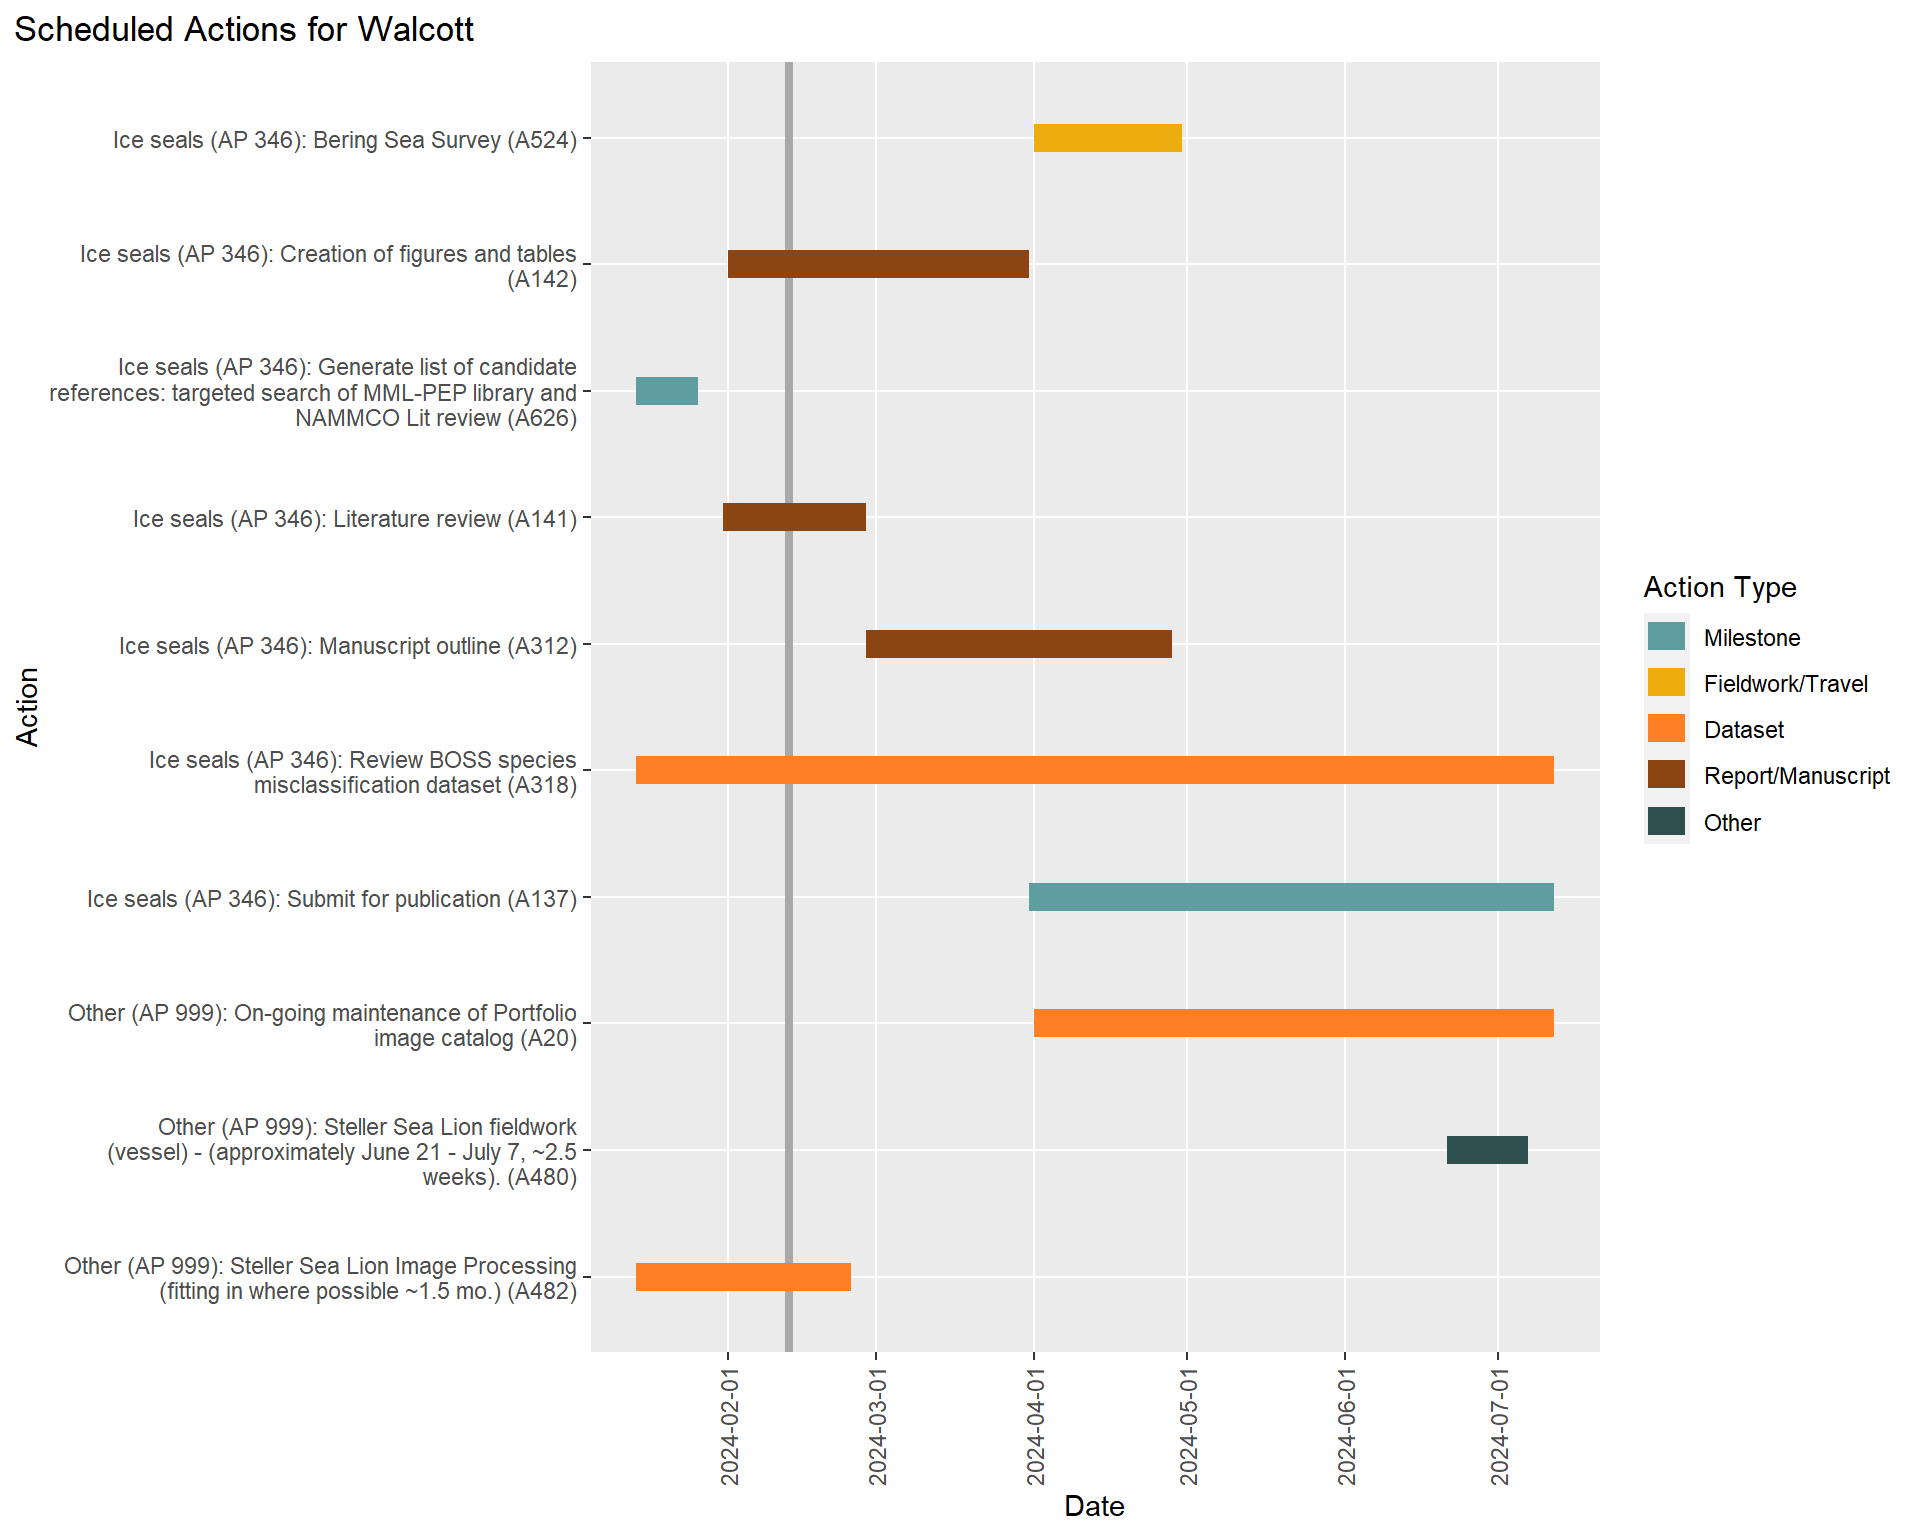 Scheduled Actions for Walcott
Ice seals (AP 346): Bering Sea Survey (A524)
Ice seals (AP 346): Creation of figures and tables
(A142)
Ice seals (AP 346): Generate list of candidate
references: targeted search of MML-PEP library and
NAMMCO Lit review (A626)
Ice seals (AP 346): Literature review (A141)
Ice seals (AP 346): Manuscript outline (A312)
Ice seals (AP 346): Review BOSS species
misclassification dataset (A318)
Ice seals (AP 346): Submit for publication (A137)
Other (AP 999): On-going maintenance of Portfolio
image catalog (A20)
Other (AP 999): Steller Sea Lion fieldwork
(vessel) - (approximately June 21 - July 7, ~2.5
weeks). (A480)
Other (AP 999): Steller Sea Lion Image Processing
(fitting in where possible ~1.5 mo.) (A482)
Action
2024-02-01
2024-03-01
2024-04-01
2024-05-01
2024-06-01
2024-07-01
Date
Action Type
Milestone
Fieldwork/Travel
Dataset
Report/Manuscript
Other